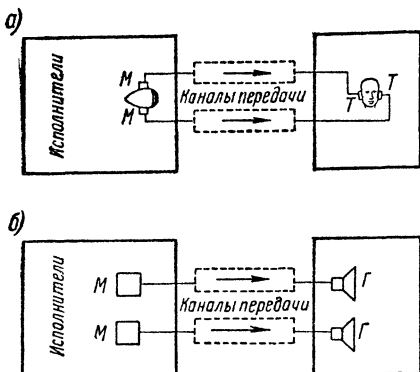 а)
Исполнители
М
М
Каналы передачи
Т
Т
б)
Исполнители
М
М
Каналы передачи
Г
Г